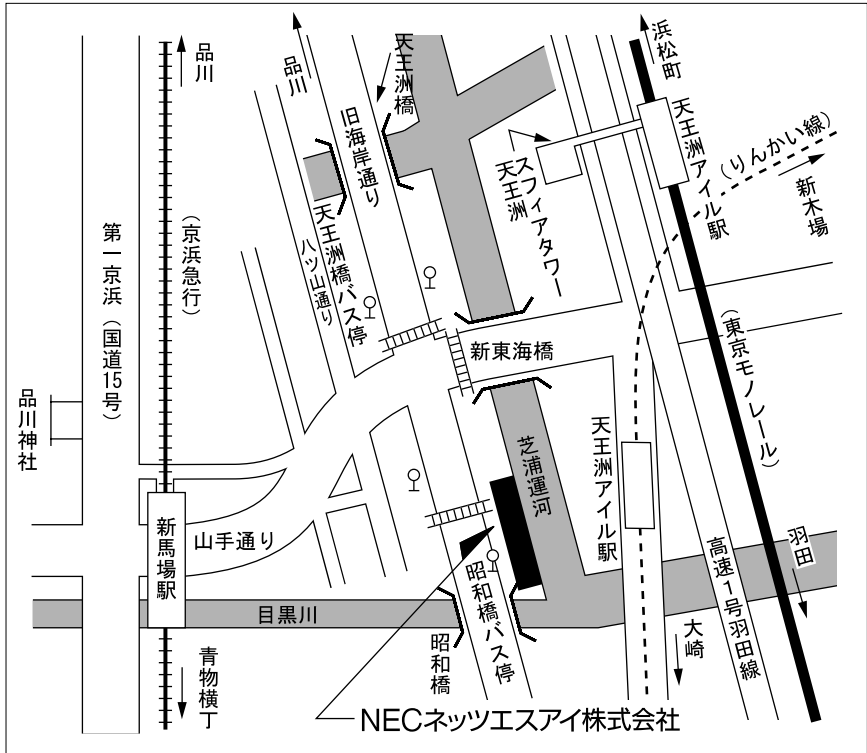 品川
品川
天王洲橋
浜松町
旧海岸通り
天王洲アイル駅
(りんかい線)
新木場
天王洲
スフィアタワー
第一京浜(国道15号)
(京浜急行)
八ツ山通り
天王洲橋バス停
新東海橋
(東京モノレール)
品川神社
新馬場駅
山手通り
芝浦運河
天王洲アイル駅
高速1号羽田線
羽田
目黒川
昭和橋
昭和橋バス停
大崎
青物横丁
NECネッツエスアイ株式会社